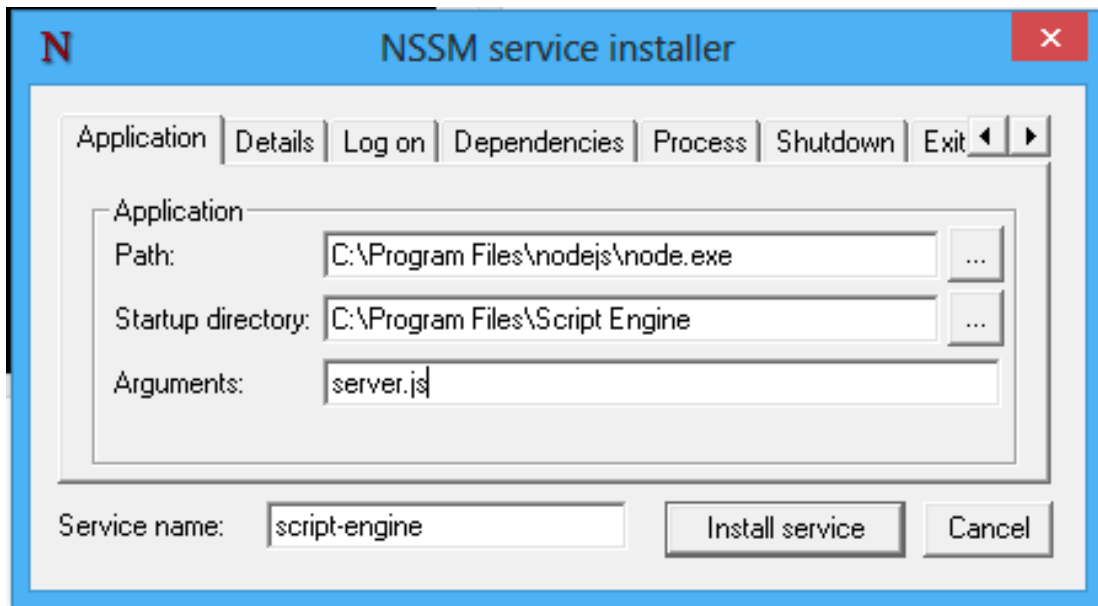 N NSSM service installer ×
Application Details Log on Dependencies Process Shutdown Exit
Application
Path: C:\Program Files\nodejs\node.exe ...
Startup directory: C:\Program Files\Script Engine ...
Arguments: server.js
Service name: script-engine Install service Cancel